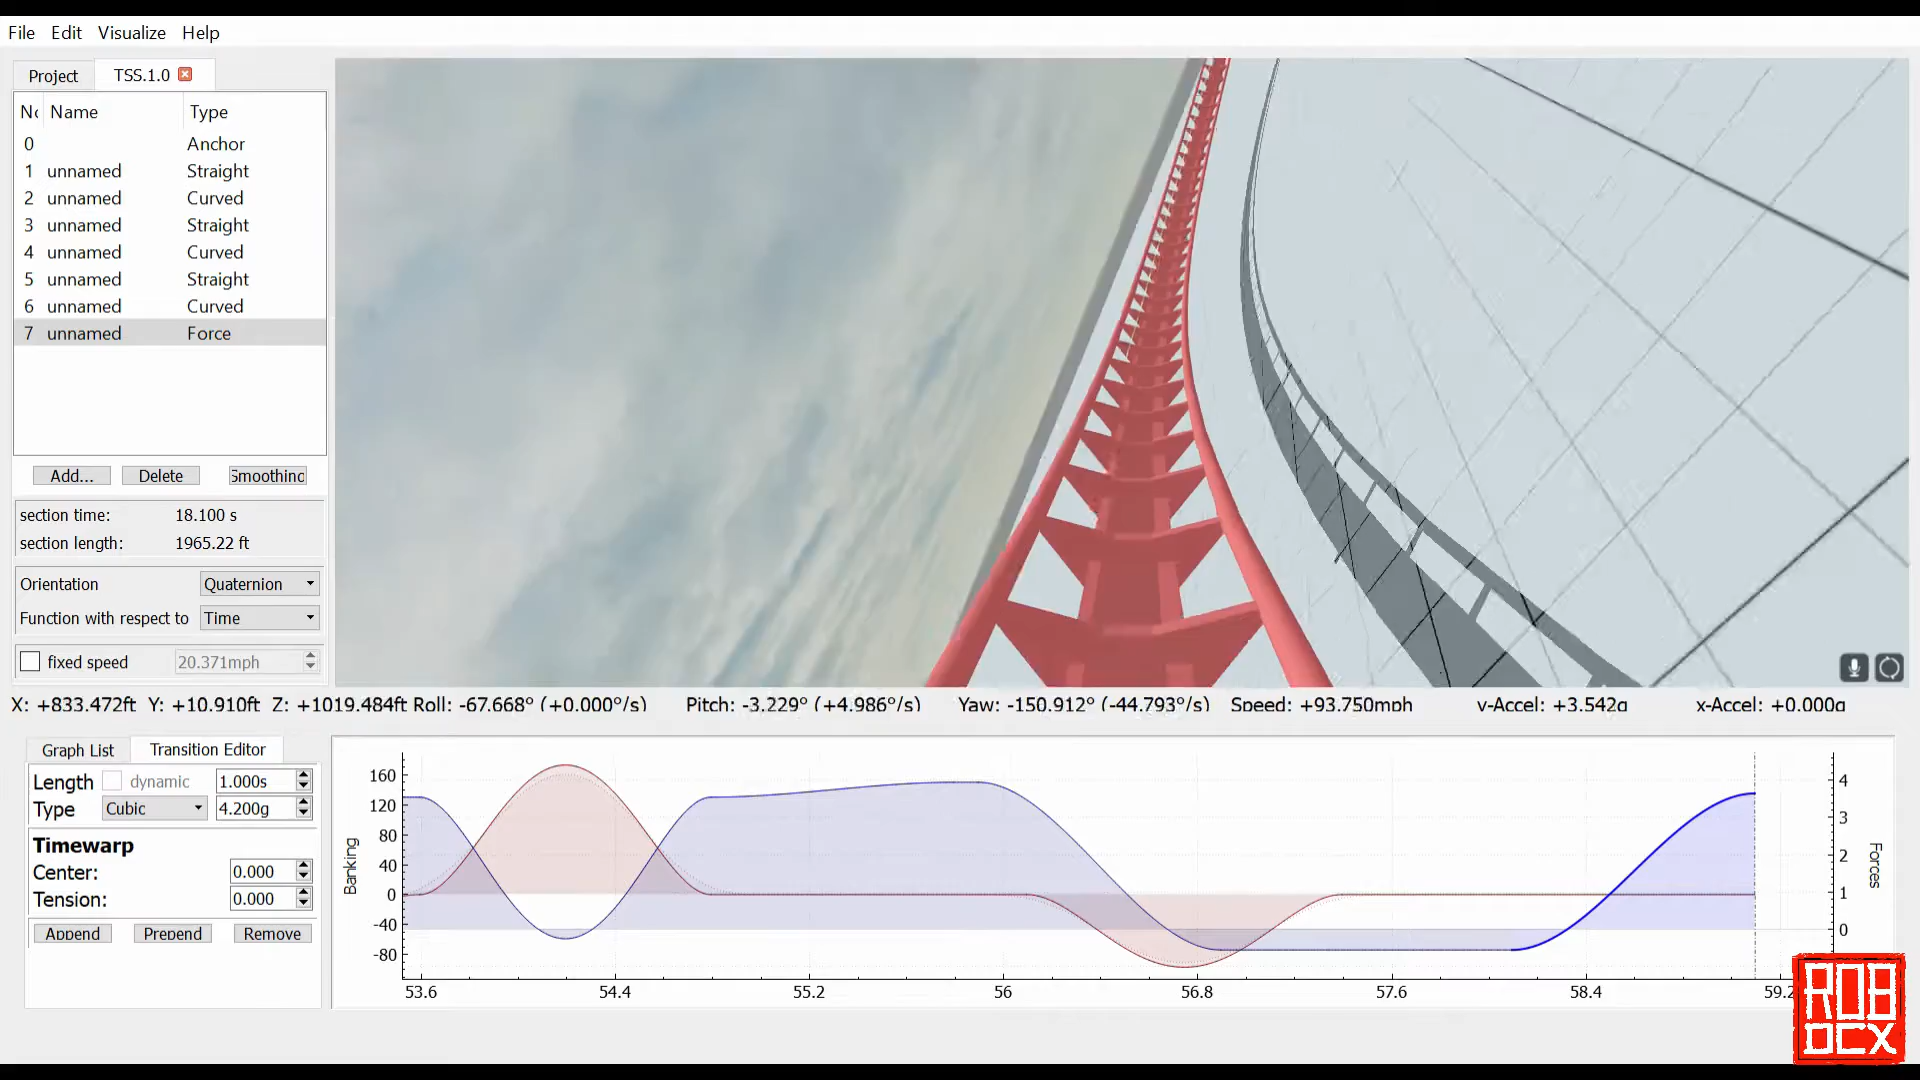 File Edit Visualize Help
Project TSS.1.0
Nc Name Type
0 Anchor
1 unnamed Straight
2 unnamed Curved
3 unnamed Straight
4 unnamed Curved
5 unnamed Straight
6 unnamed Curved
7 unnamed Force
Add... Delete Smoothing
section time: 18.100 s
section length: 1965.22 ft
Orientation Quaternion
Function with respect to Time
fixed speed 20.371mph
X: +833.472ft Y: +10.910ft Z: +1019.484ft Roll: -67.668° (+0.000°/s) Pitch: -3.229° (+4.986°/s) Yaw: -150.912° (-44.793°/s) Speed: +93.750mph v-Accel: +3.542g x-Accel: +0.000g
Graph List Transition Editor
Length dynamic 1.000s
Type Cubic 4.200g
Timewarp
Center: 0.000
Tension: 0.000
Append Prepend Remove
Banking
160
120
80
40
0
-40
-80
53.6 54.4 55.2 56 56.8 57.6 58.4 59.2
4
3
2
1
0
Forces
ROB
OCX